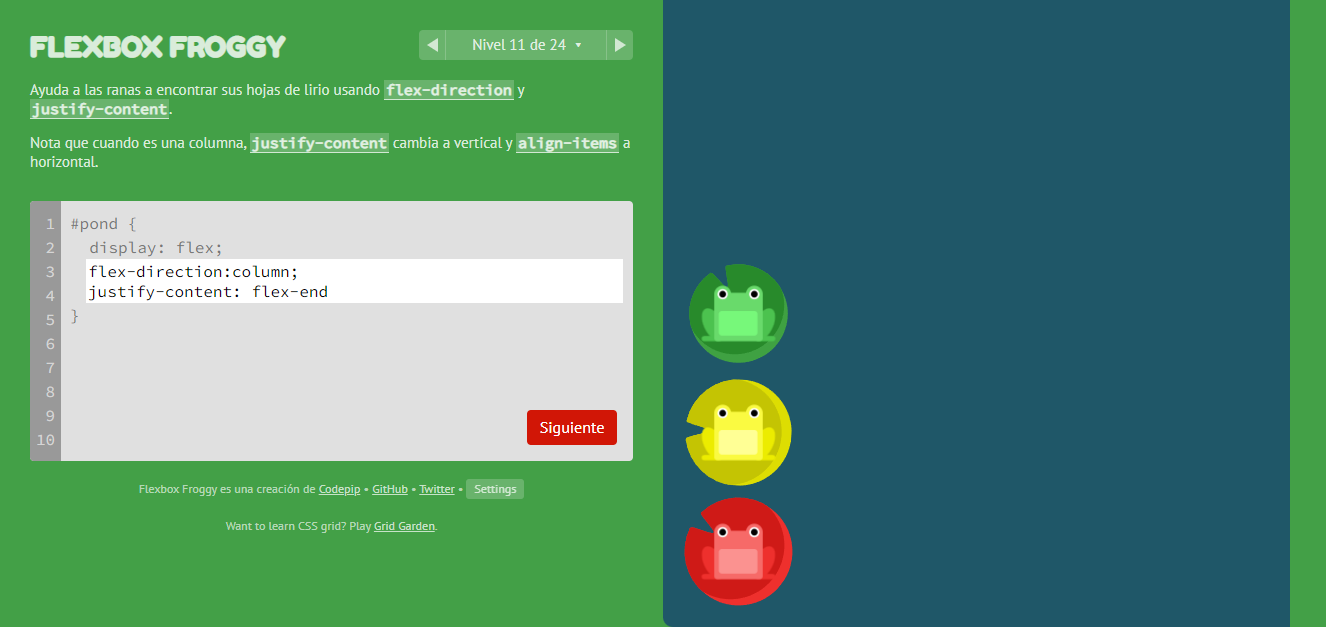 FLEXBOX FROGGY
Nivel 11 de 24
Ayuda a las ranas a encontrar sus hojas de lirio usando flex-direction y
justify-content.
Nota que cuando es una columna, justify-content cambia a vertical y align-items a
horizontal.
1 #pond {
2 display: flex;
3 flex-direction:column;
4 justify-content: flex-end
5 }
6
7
8
9
10
Siguiente
Flexbox Froggy es una creación de Codepip • GitHub • Twitter • Settings
Want to learn CSS grid? Play Grid Garden.